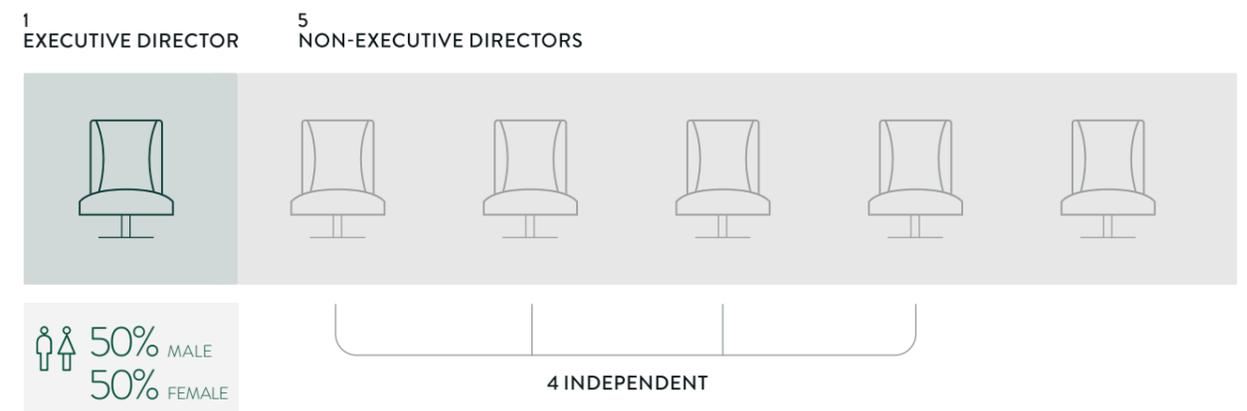 1
EXECUTIVE DIRECTOR
5
NON-EXECUTIVE DIRECTORS
50% MALE
50% FEMALE
4 INDEPENDENT